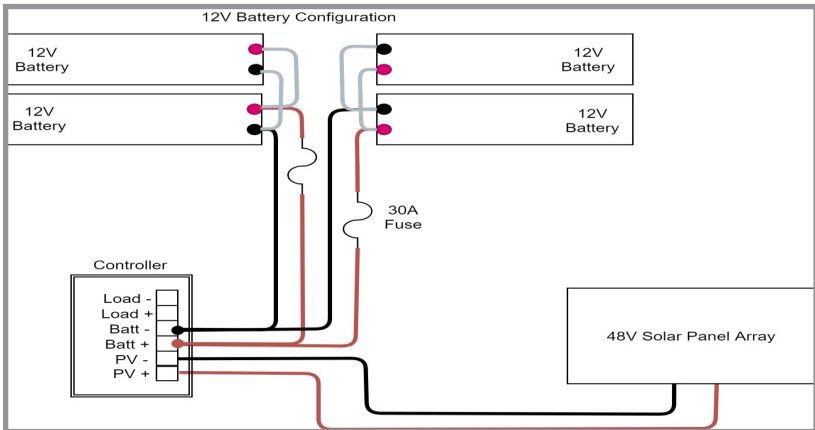 12V Battery Configuration
12V
Battery
12V
Battery
12V
Battery
12V
Battery
30A
Fuse
Controller
Load -
Load +
Batt -
Batt +
PV -
PV +
48V Solar Panel Array